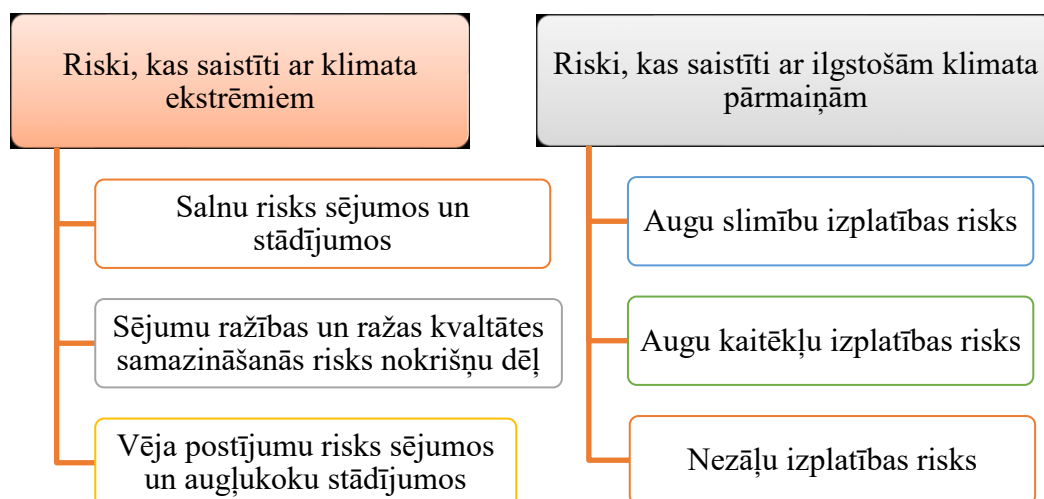 Riski, kas saistīti ar klimata
ekstrēmiem
Salnu risks sējumos un
stādījumos
Sējumu ražības un ražas kvaltātes
samazināšanās risks nokrišņu dēļ
Vēja postījumu risks sējumos
un augļukoku stādījumos
Riski, kas saistīti ar ilgstošām klimata
pārmaiņām
Augu slimību izplatības risks
Augu kaitēkļu izplatības risks
Nezāļu izplatības risks